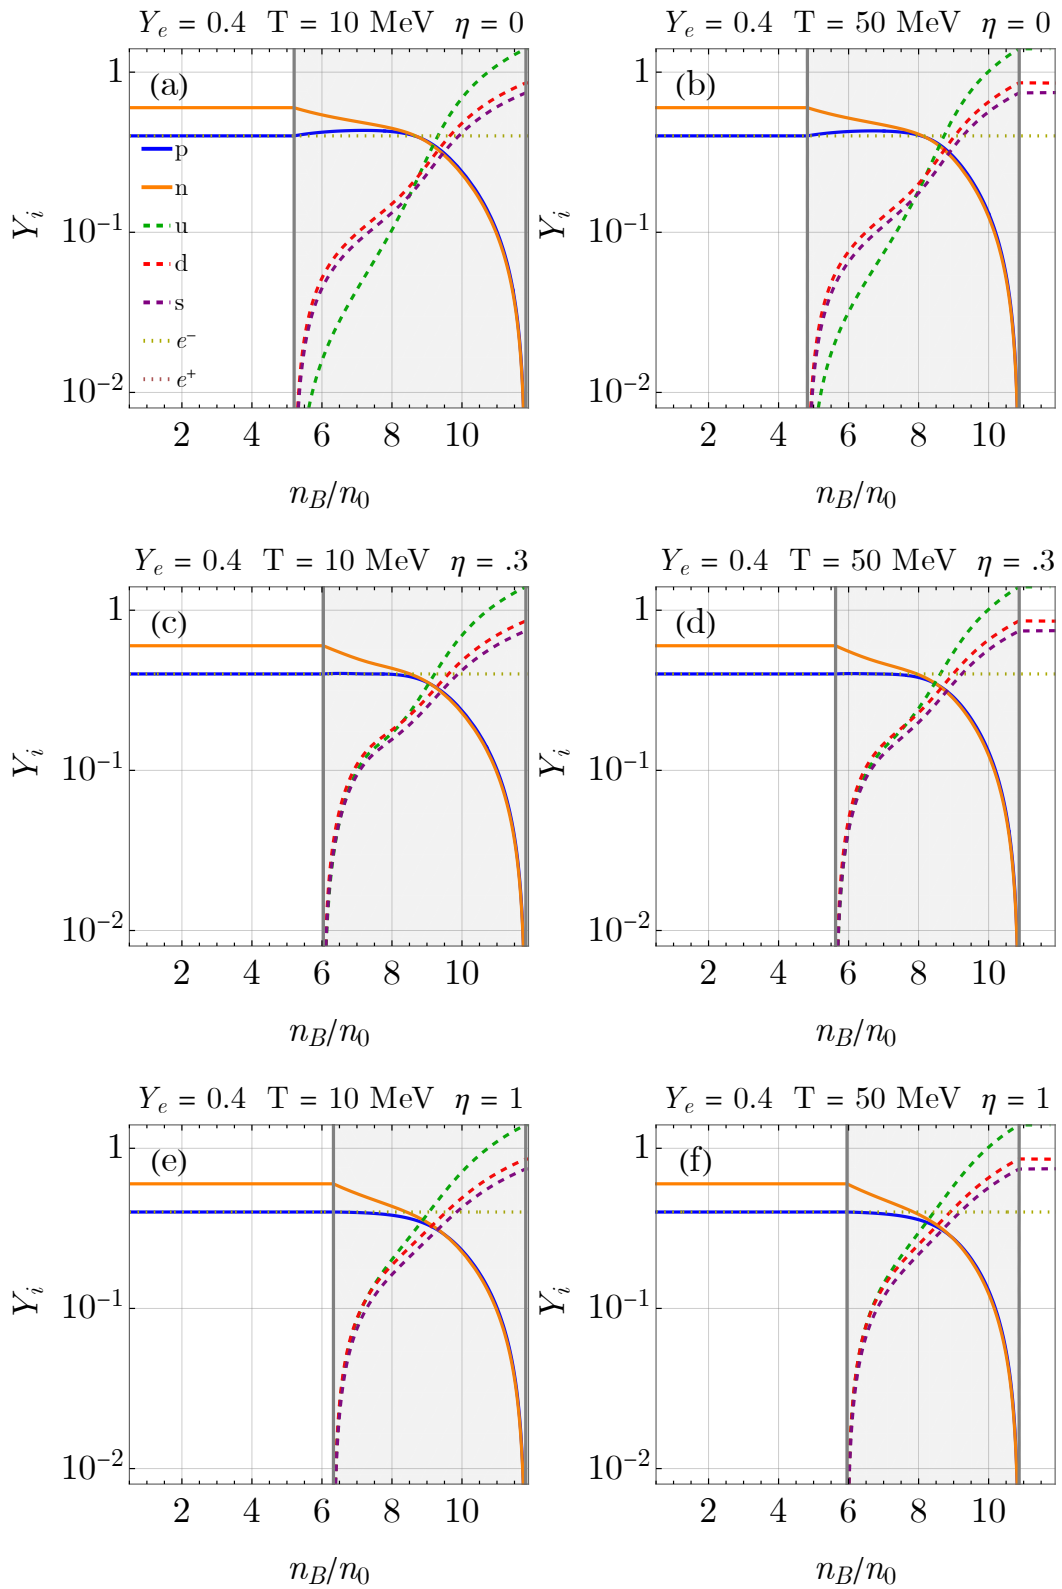 Y_e = 0.4 T = 10 MeV η = 0
Y_e = 0.4 T = 50 MeV η = 0
(a)
1
10^-1
10^-2
Y_i
p
n
u
d
s
e^-
e^+
2 4 6 8 10
n_B/n_0
(b)
1
10^-1
10^-2
Y_i
2 4 6 8 10
n_B/n_0
Y_e = 0.4 T = 10 MeV η = .3
Y_e = 0.4 T = 50 MeV η = .3
(c)
1
10^-1
10^-2
Y_i
2 4 6 8 10
n_B/n_0
(d)
1
10^-1
10^-2
Y_i
2 4 6 8 10
n_B/n_0
Y_e = 0.4 T = 10 MeV η = 1
Y_e = 0.4 T = 50 MeV η = 1
(e)
1
10^-1
10^-2
Y_i
2 4 6 8 10
n_B/n_0
(f)
1
10^-1
10^-2
Y_i
2 4 6 8 10
n_B/n_0